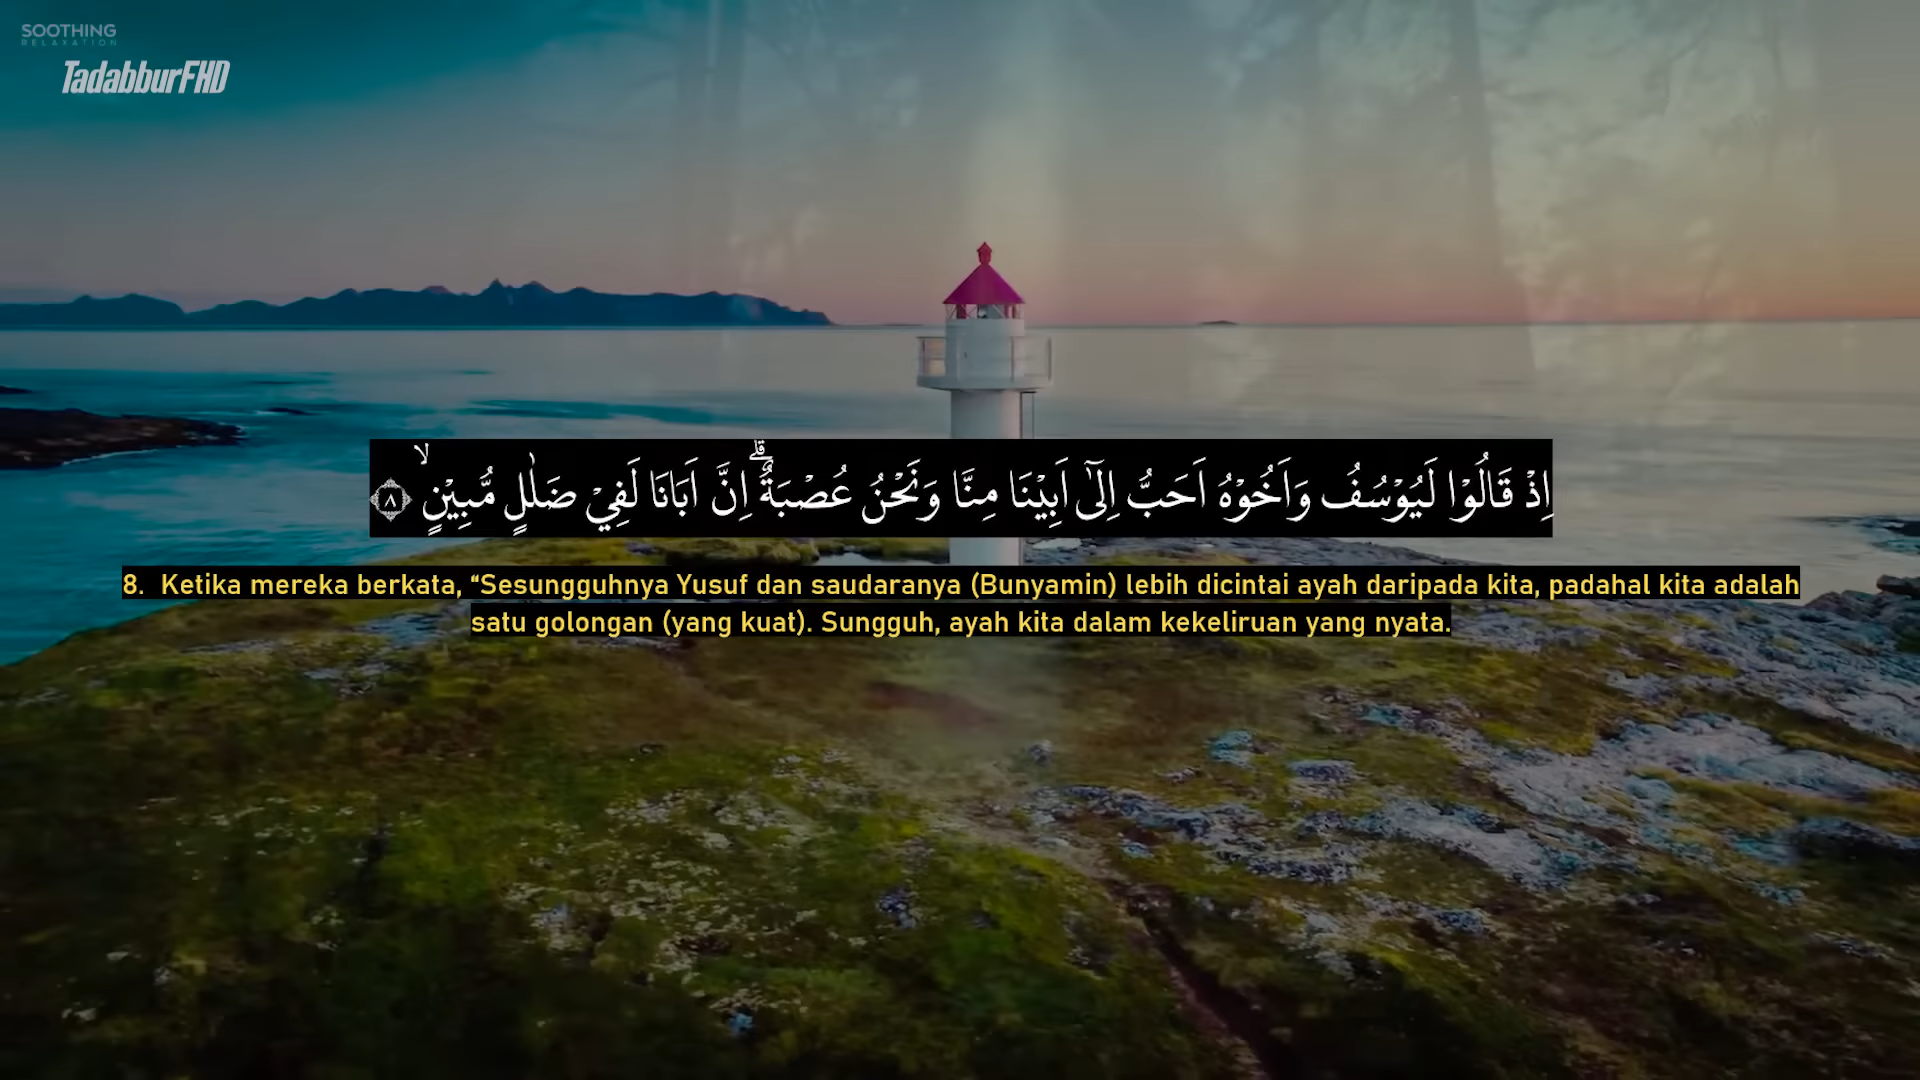 SOOTHING
RELAXATION
TadabburFHD
اِذْ قَالُوْا لَيُوْسُفُ وَاَخُوْهُ اَحَبُّ اِلٰٓى اَبِيْنَا مِنَّا وَنَحْنُ عُصْبَةٌ ۗاِنَّ اَبَانَا لَفِيْ ضَلٰلٍ مُّبِيْنٍ ۙ ٨
8. Ketika mereka berkata, “Sesungguhnya Yusuf dan saudaranya (Bunyamin) lebih dicintai ayah daripada kita, padahal kita adalah
satu golongan (yang kuat). Sungguh, ayah kita dalam kekeliruan yang nyata.